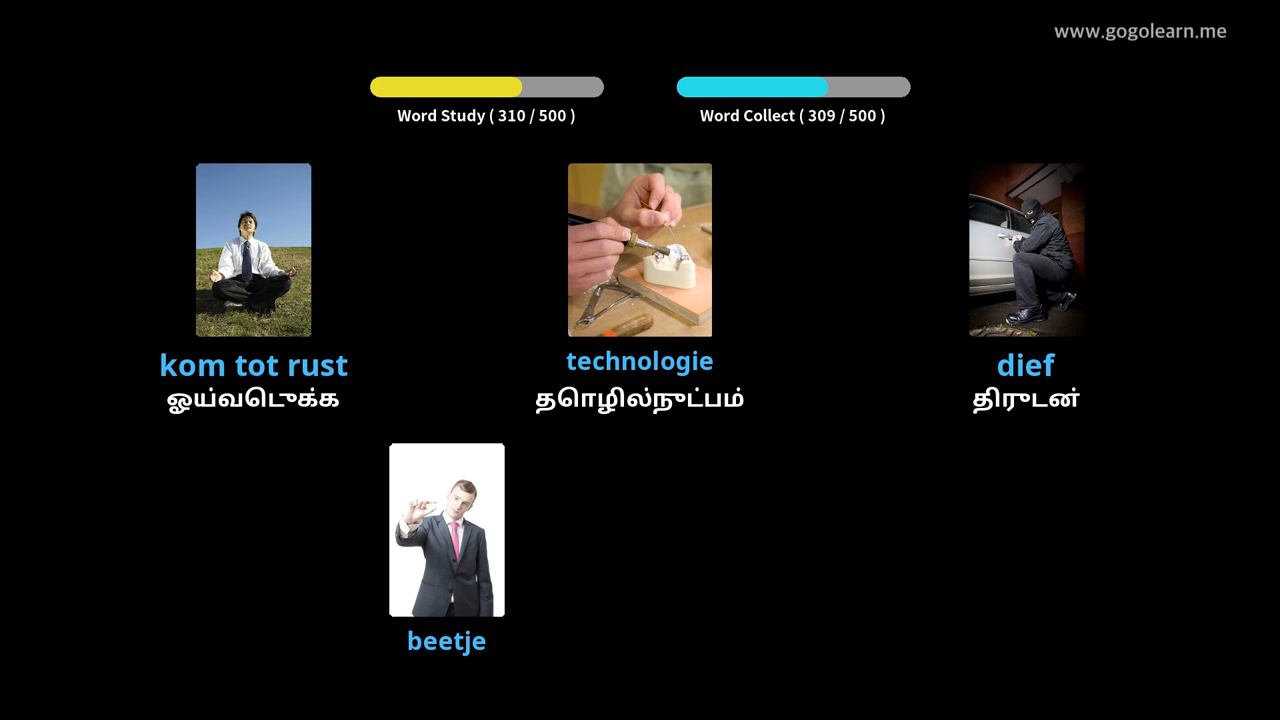 www.gogolearn.me
Word Study ( 310 / 500 )
Word Collect ( 309 / 500 )
kom tot rust
ஓய்வெடுக்க
technologie
தொழில்நுட்பம்
dief
திருடன்
beetje